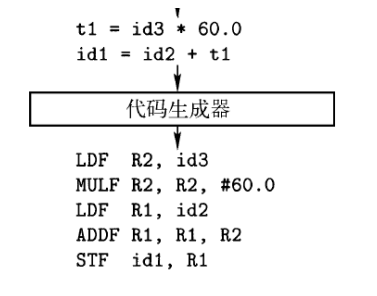 t1 = id3 * 60.0
id1 = id2 + t1
代码生成器
LDF R2, id3
MULF R2, R2, #60.0
LDF R1, id2
ADDF R1, R1, R2
STF id1, R1